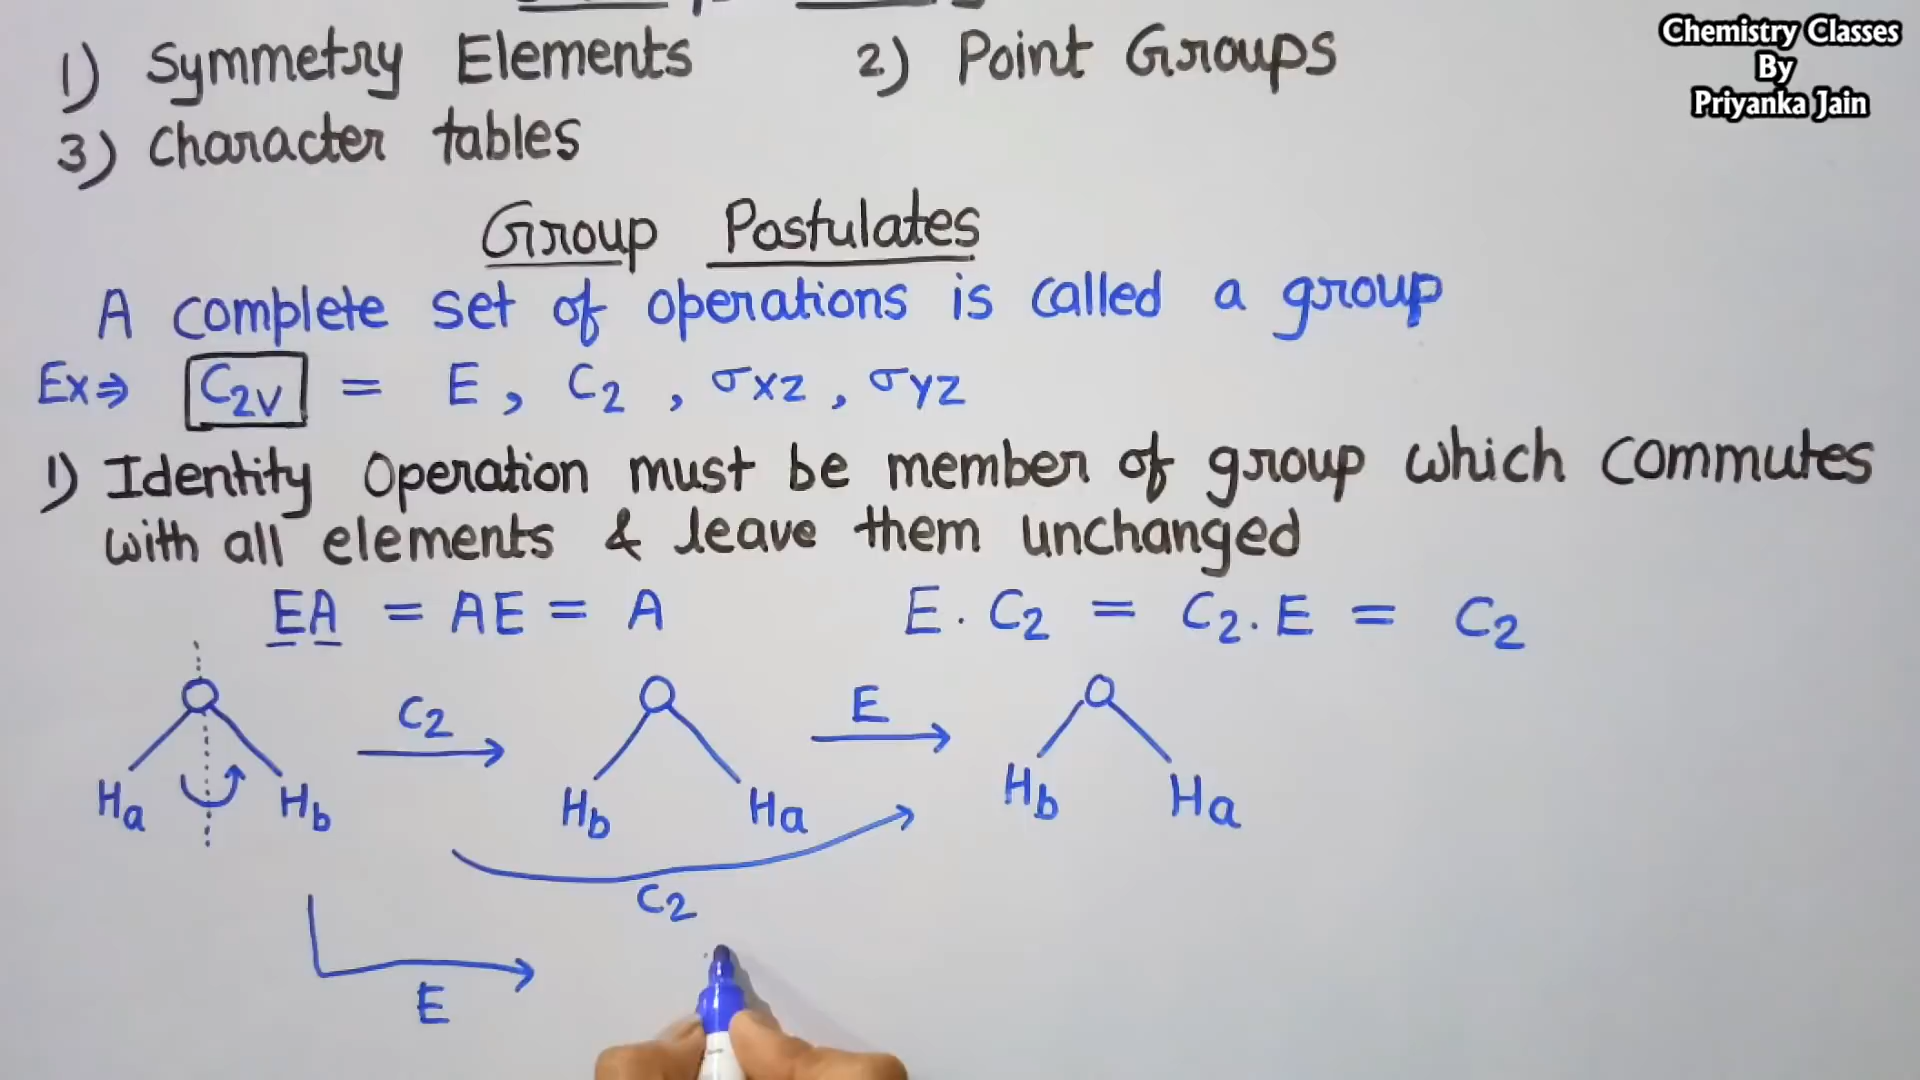 1) Symmetry Elements 2) Point Groups
3) Character tables
Chemistry Classes
By
Priyanka Jain
Group Postulates
A complete set of operations is called a group
Ex⇒ C2V = E, C2, σxz, σyz
1) Identity Operation must be member of group which commutes
with all elements & leave them unchanged
EA = AE = A E. C2 = C2. E = C2
C2 E
Ha Hb Hb Ha Hb Ha
C2
E